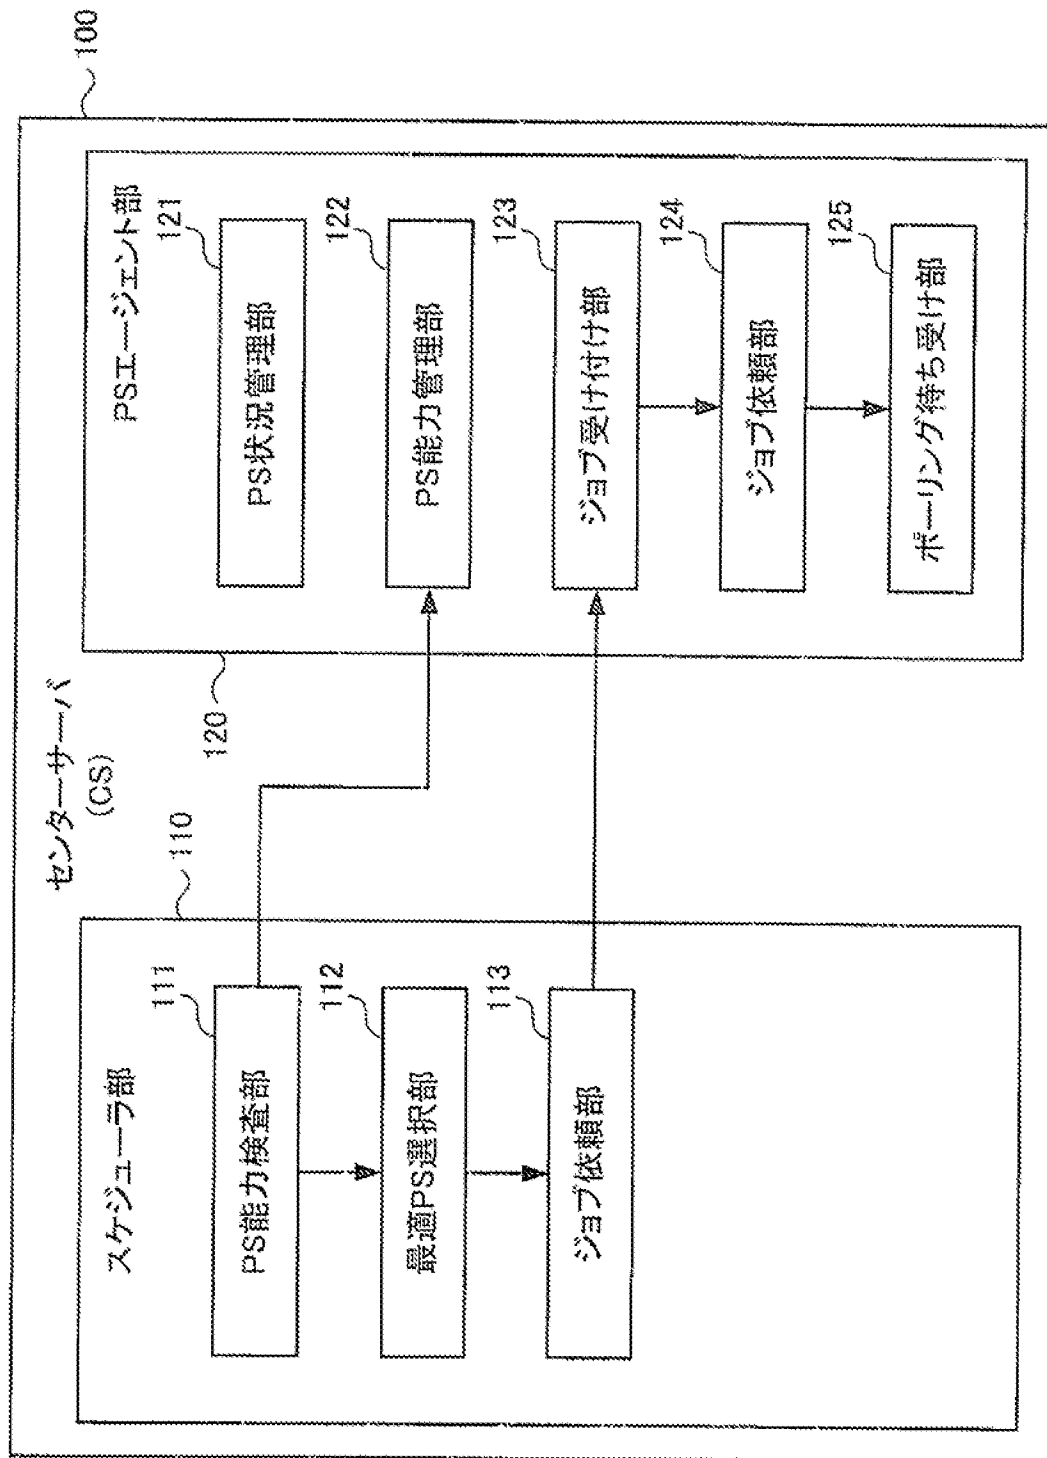 100
センターサーバ
(CS)
110
スケジューラ部
111
PS能力検査部
112
最適PS選択部
113
ジョブ依頼部
120
PSエージェント部
121
PS状況管理部
122
PS能力管理部
123
ジョブ受け付け部
124
ジョブ依頼部
125
ポーリング待ち受け部